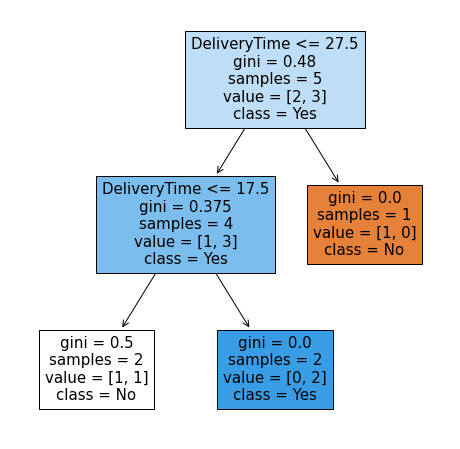 DeliveryTime <= 27.5
gini = 0.48
samples = 5
value = [2, 3]
class = Yes
DeliveryTime <= 17.5
gini = 0.375
samples = 4
value = [1, 3]
class = Yes
gini = 0.0
samples = 1
value = [1, 0]
class = No
gini = 0.5
samples = 2
value = [1, 1]
class = No
gini = 0.0
samples = 2
value = [0, 2]
class = Yes